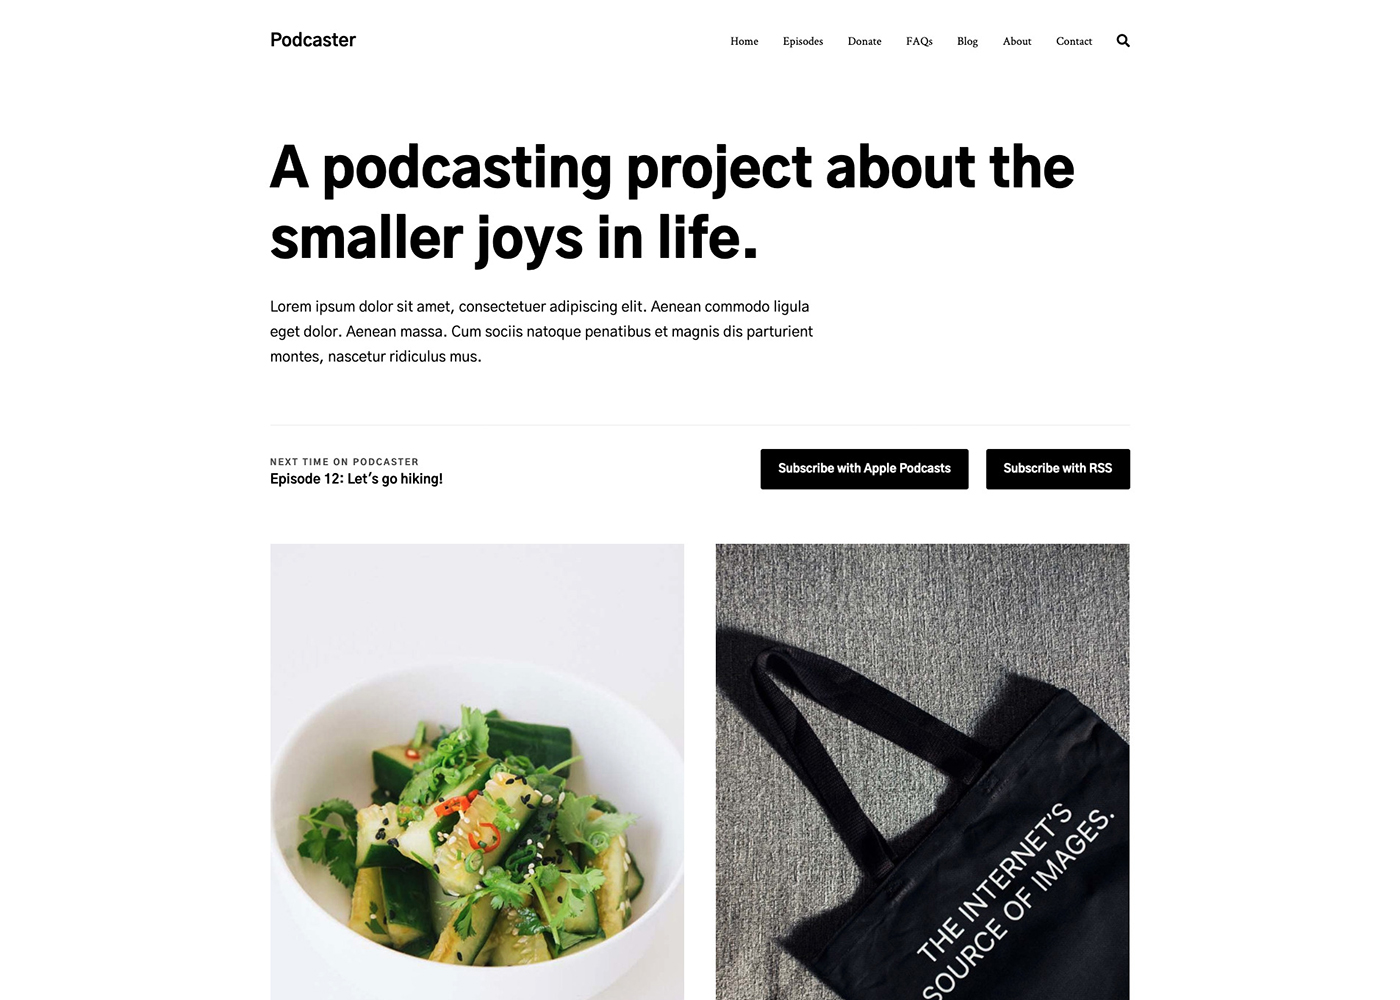 Podcaster
Home Episodes Donate FAQs Blog About Contact
A podcasting project about the
smaller joys in life.
Lorem ipsum dolor sit amet, consectetuer adipiscing elit. Aenean commodo ligula
eget dolor. Aenean massa. Cum sociis natoque penatibus et magnis dis parturient
montes, nascetur ridiculus mus.
NEXT TIME ON PODCASTER
Episode 12: Let's go hiking!
Subscribe with Apple Podcasts
Subscribe with RSS
THE INTERNET'S
SOURCE OF IMAGES.